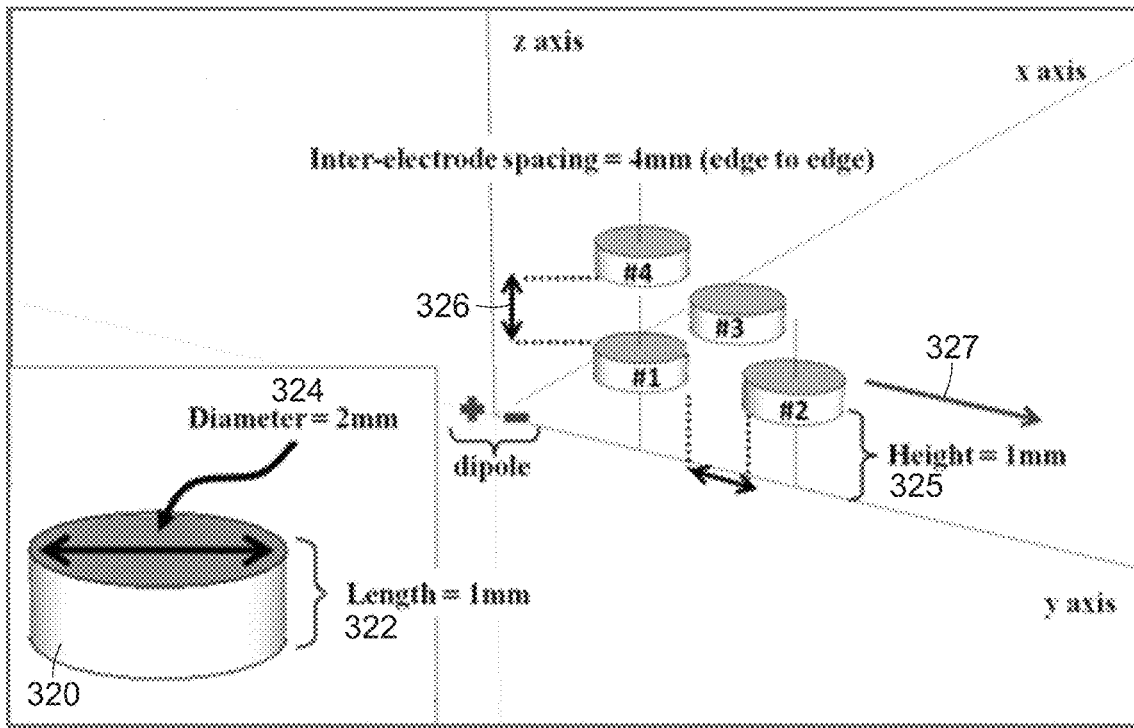 z axis
x axis
Inter-electrode spacing = 4mm (edge to edge)
#4
326
#3
327
#1
324
#2
Diameter = 2mm
+ -
dipole
Height = 1mm
325
Length = 1mm
322
y axis
320